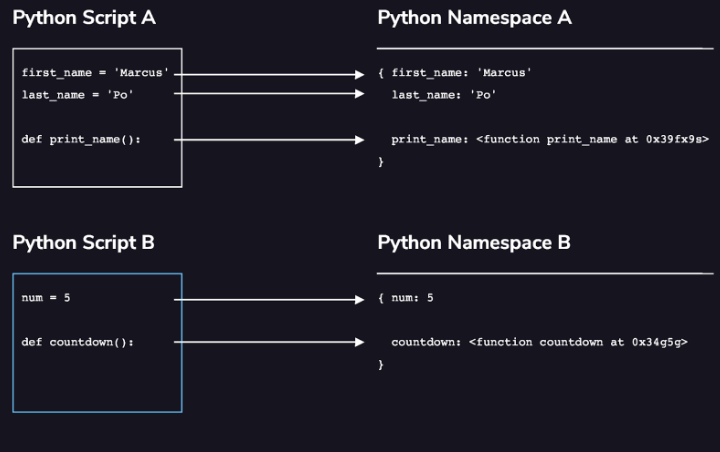 Python Script A
Python Namespace A
first_name = 'Marcus'
{ first_name: 'Marcus'
last_name = 'Po'
last_name: 'Po'
def print_name():
print_name: <function print_name at 0x39fx9s>
}
Python Script B
Python Namespace B
num = 5
{ num: 5
def countdown():
countdown: <function countdown at 0x34g5g>
}